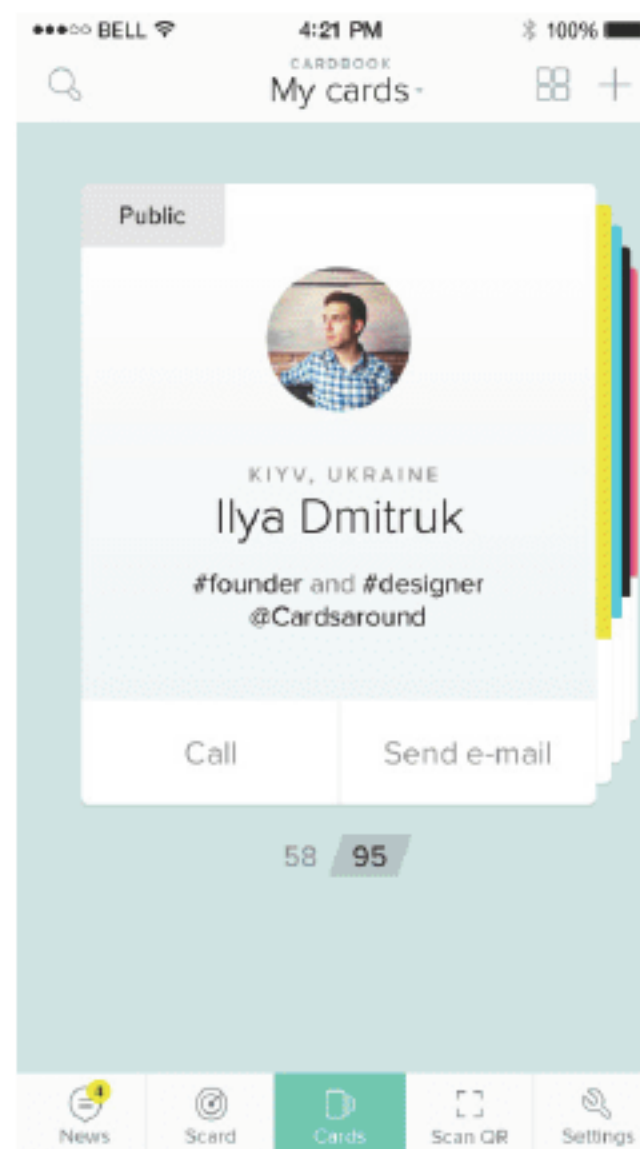 BELL 4:21 PM 100%
CARDBOOK
My cards
Public
KIYV, UKRAINE
Ilya Dmitruk
#founder and #designer
@Cardsaround
Call Send e-mail
58 95
4
News Scard Cards Scan QR Settings